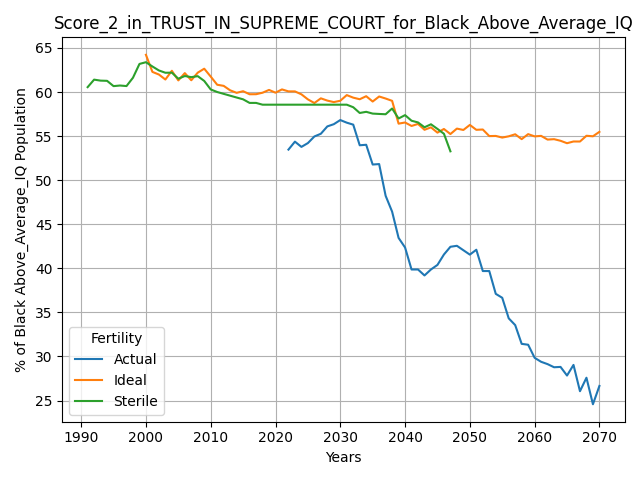 Score_2_in_TRUST_IN_SUPREME_COURT_for_Black_Above_Average_IQ
% of Black Above_Average_IQ Population
65
60
55
50
45
40
35
30
25
Fertility
Actual
Ideal
Sterile
1990 2000 2010 2020 2030 2040 2050 2060 2070
Years